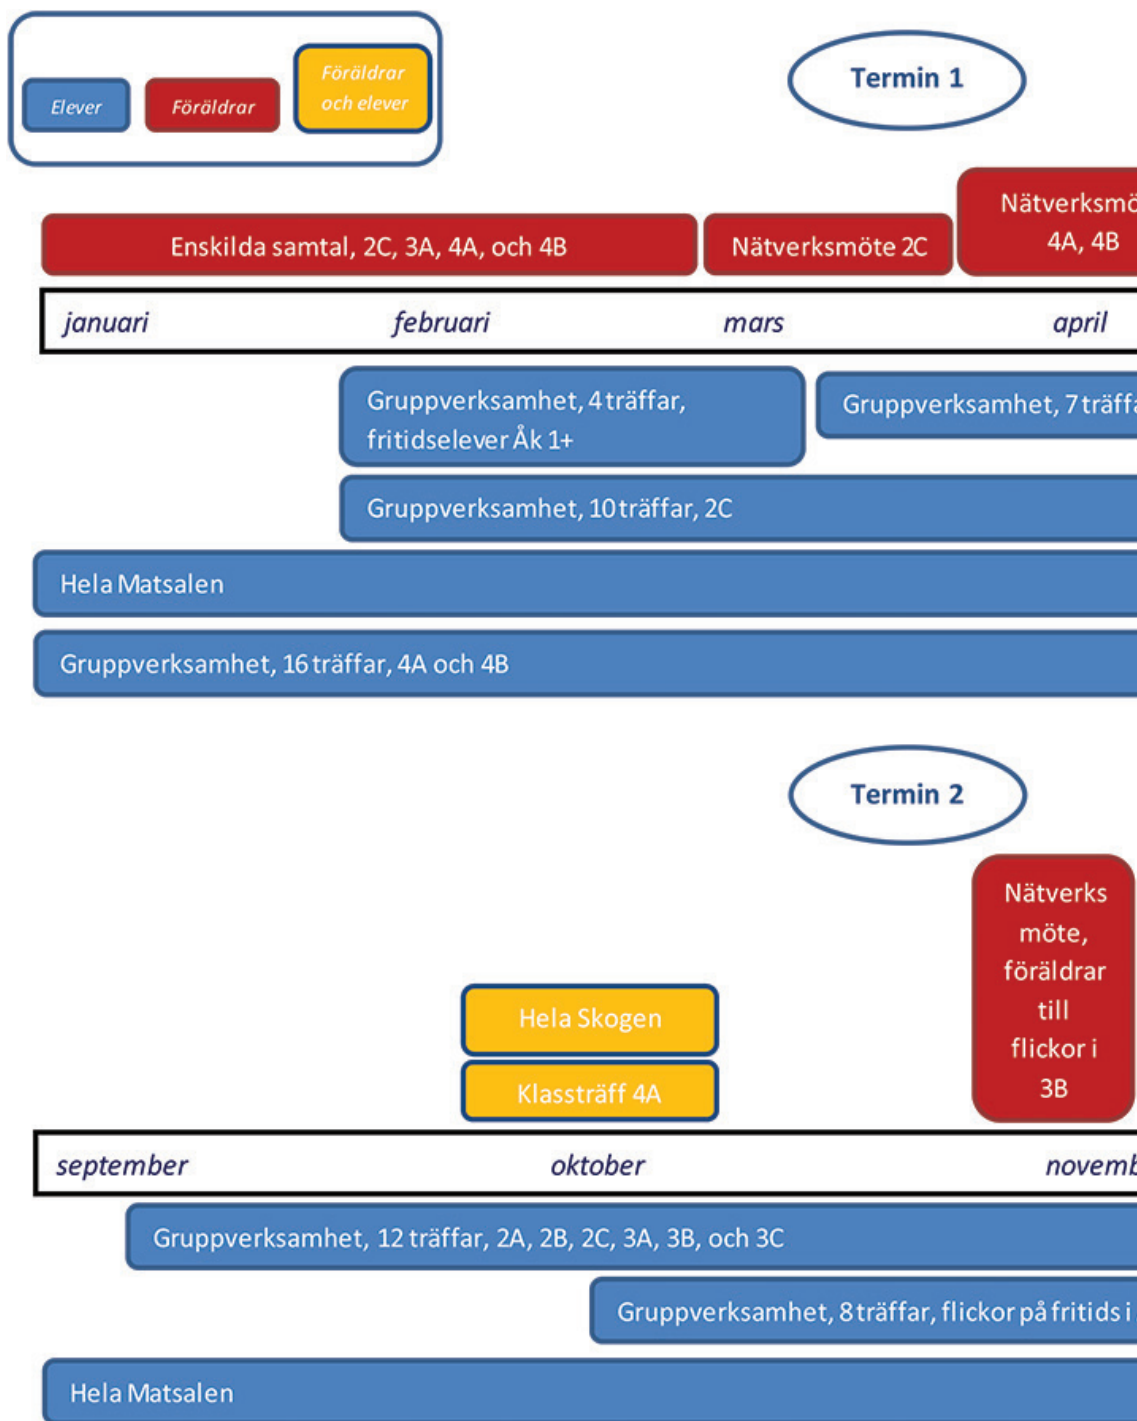 Elever
Föräldrar
Föräldrar
och elever
Termin 1
Enskilda samtal, 2C, 3A, 4A, och 4B
Nätverksmöte 2C
4A, 4B
januari februari mars april
Gruppverksamhet, 4 träffar,
fritidselever Åk 1+
Gruppverksamhet, 7
Gruppverksamhet, 10 träffar, 2C
Hela Matsalen
Gruppverksamhet, 16 träffar, 4A och 4B
Termin 2
Nätverks
möte,
föräldrar
till
flickor i
3B
Hela Skogen
Klassträff 4A
september oktober
Gruppverksamhet, 12 träffar, 2A, 2B, 2C, 3A, 3B, och 3C
Gruppverksamhet, 8 träffar, flickor på fritids i
Hela Matsalen